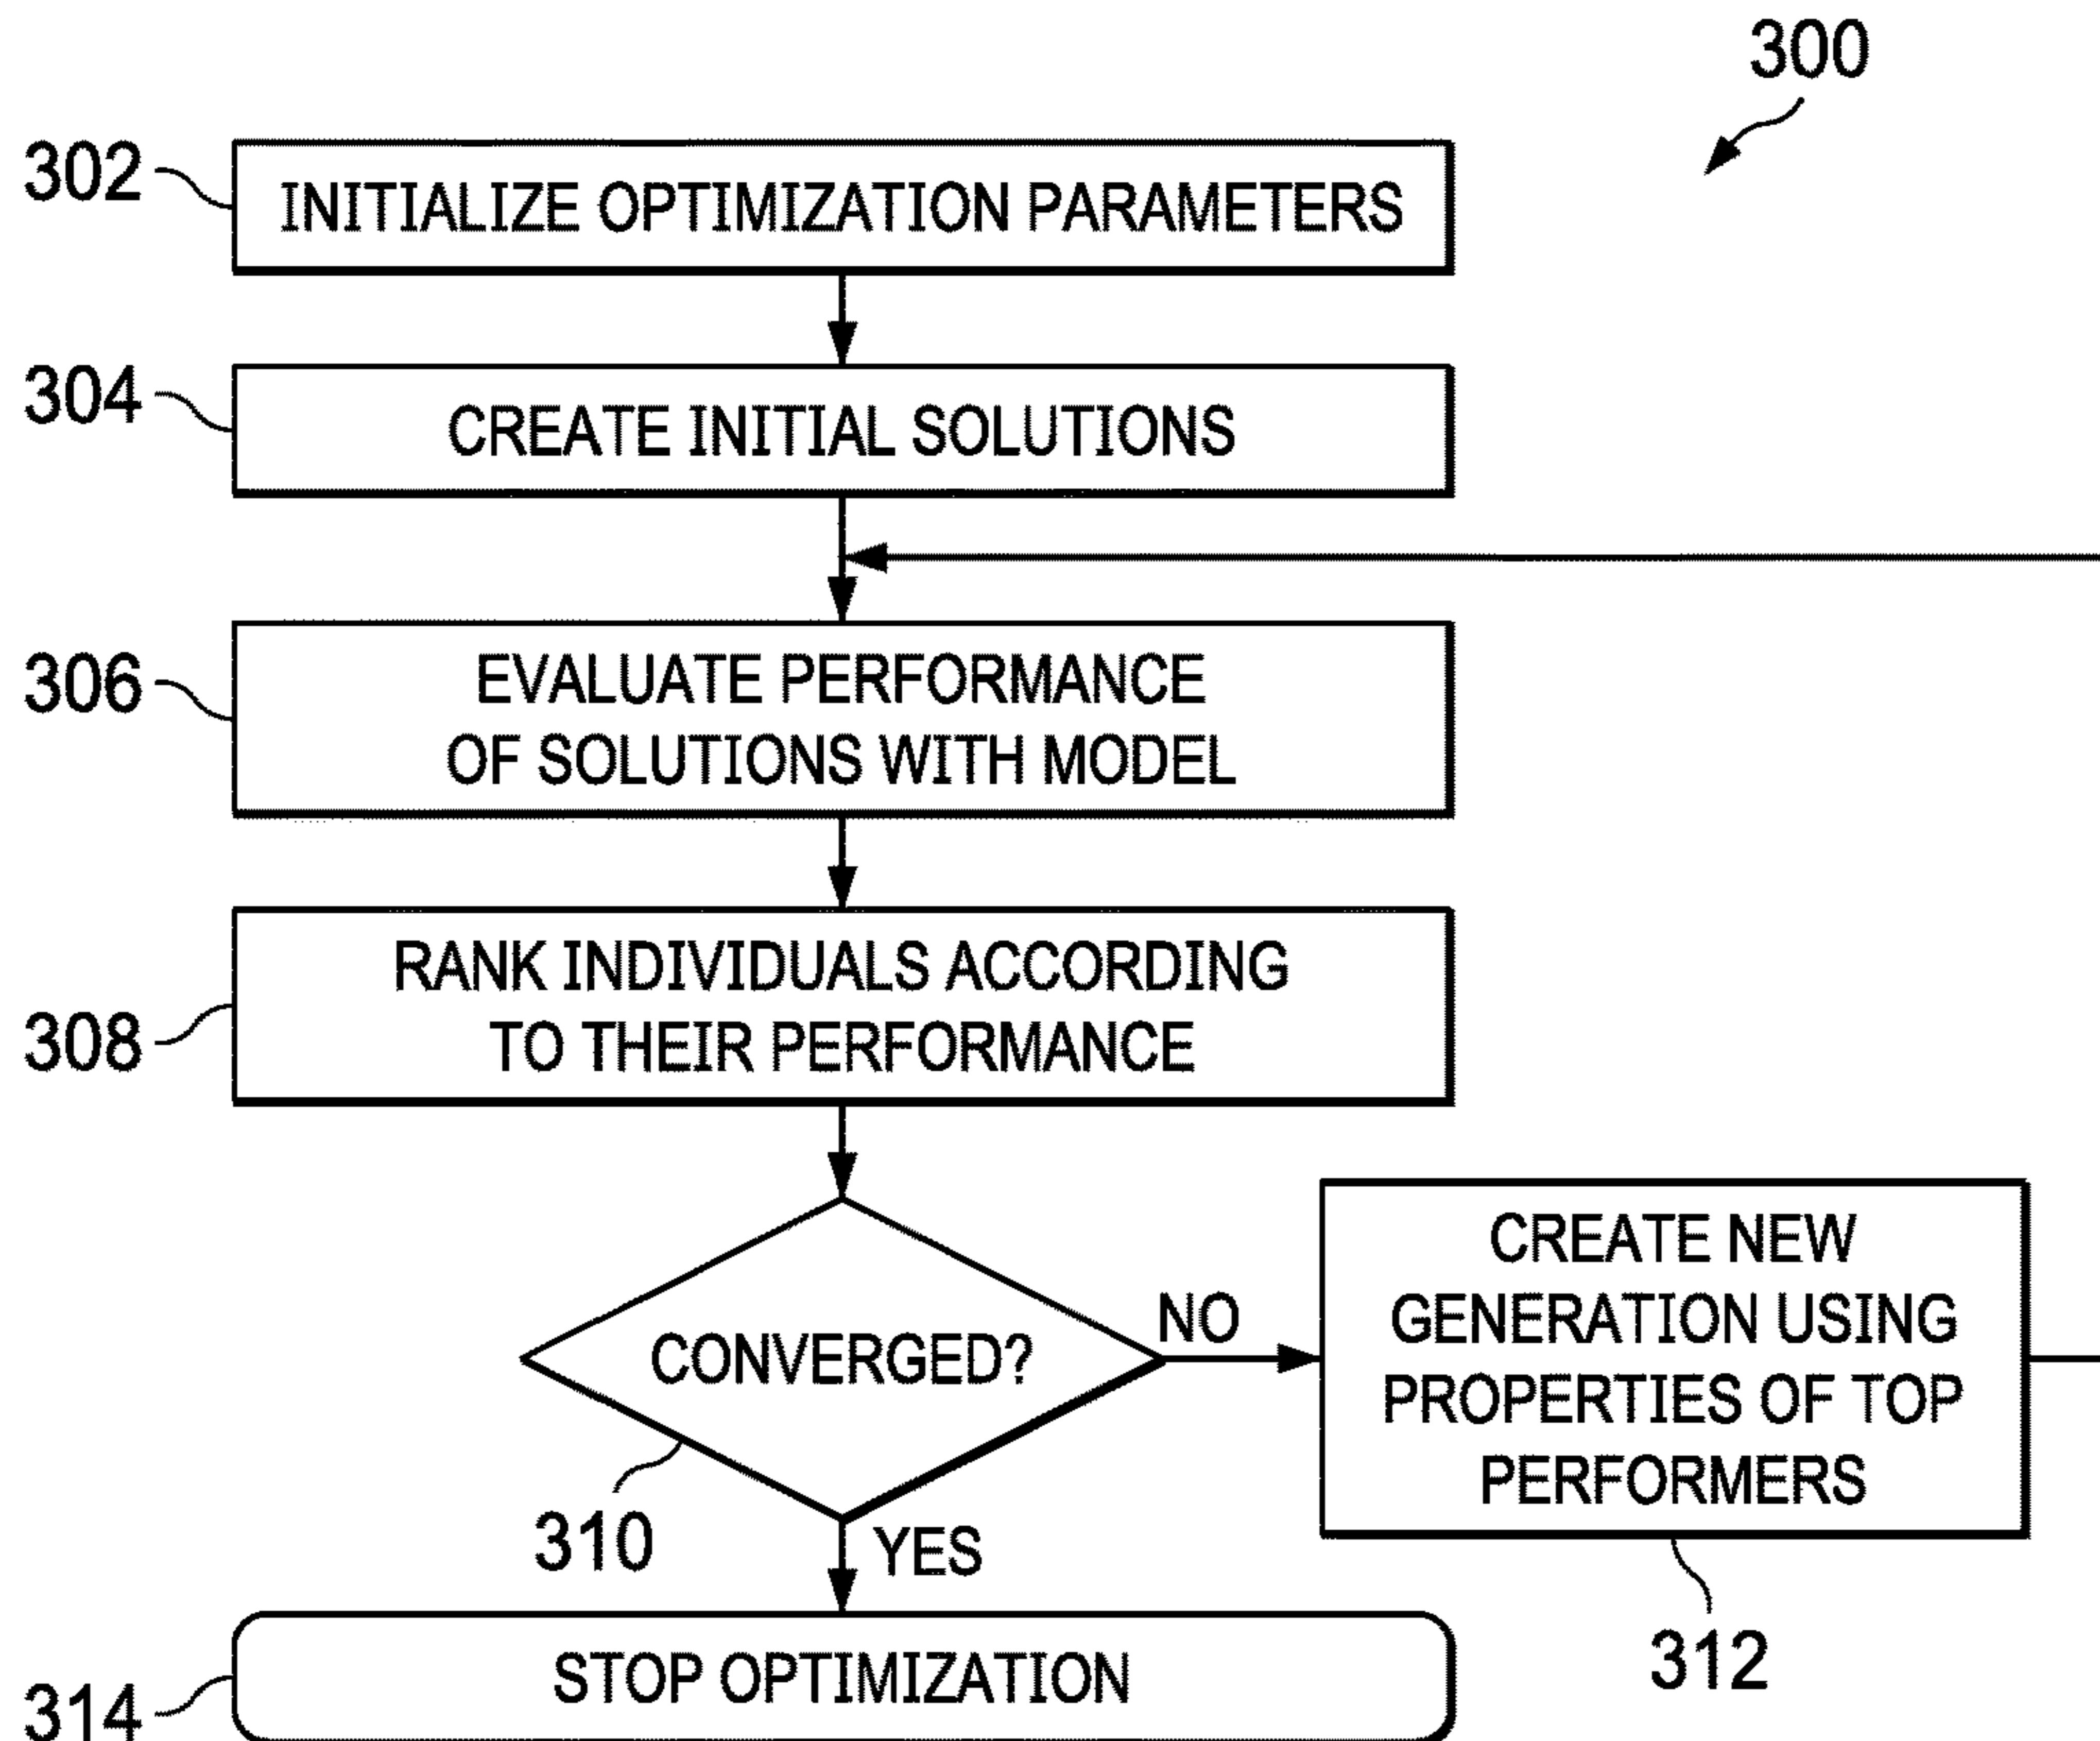 300
302
INITIALIZE OPTIMIZATION PARAMETERS
304
CREATE INITIAL SOLUTIONS
306
EVALUATE PERFORMANCE
OF SOLUTIONS WITH MODEL
308
RANK INDIVIDUALS ACCORDING
TO THEIR PERFORMANCE
CONVERGED?
NO
CREATE NEW
GENERATION USING
PROPERTIES OF TOP
PERFORMERS
310
YES
312
314
STOP OPTIMIZATION